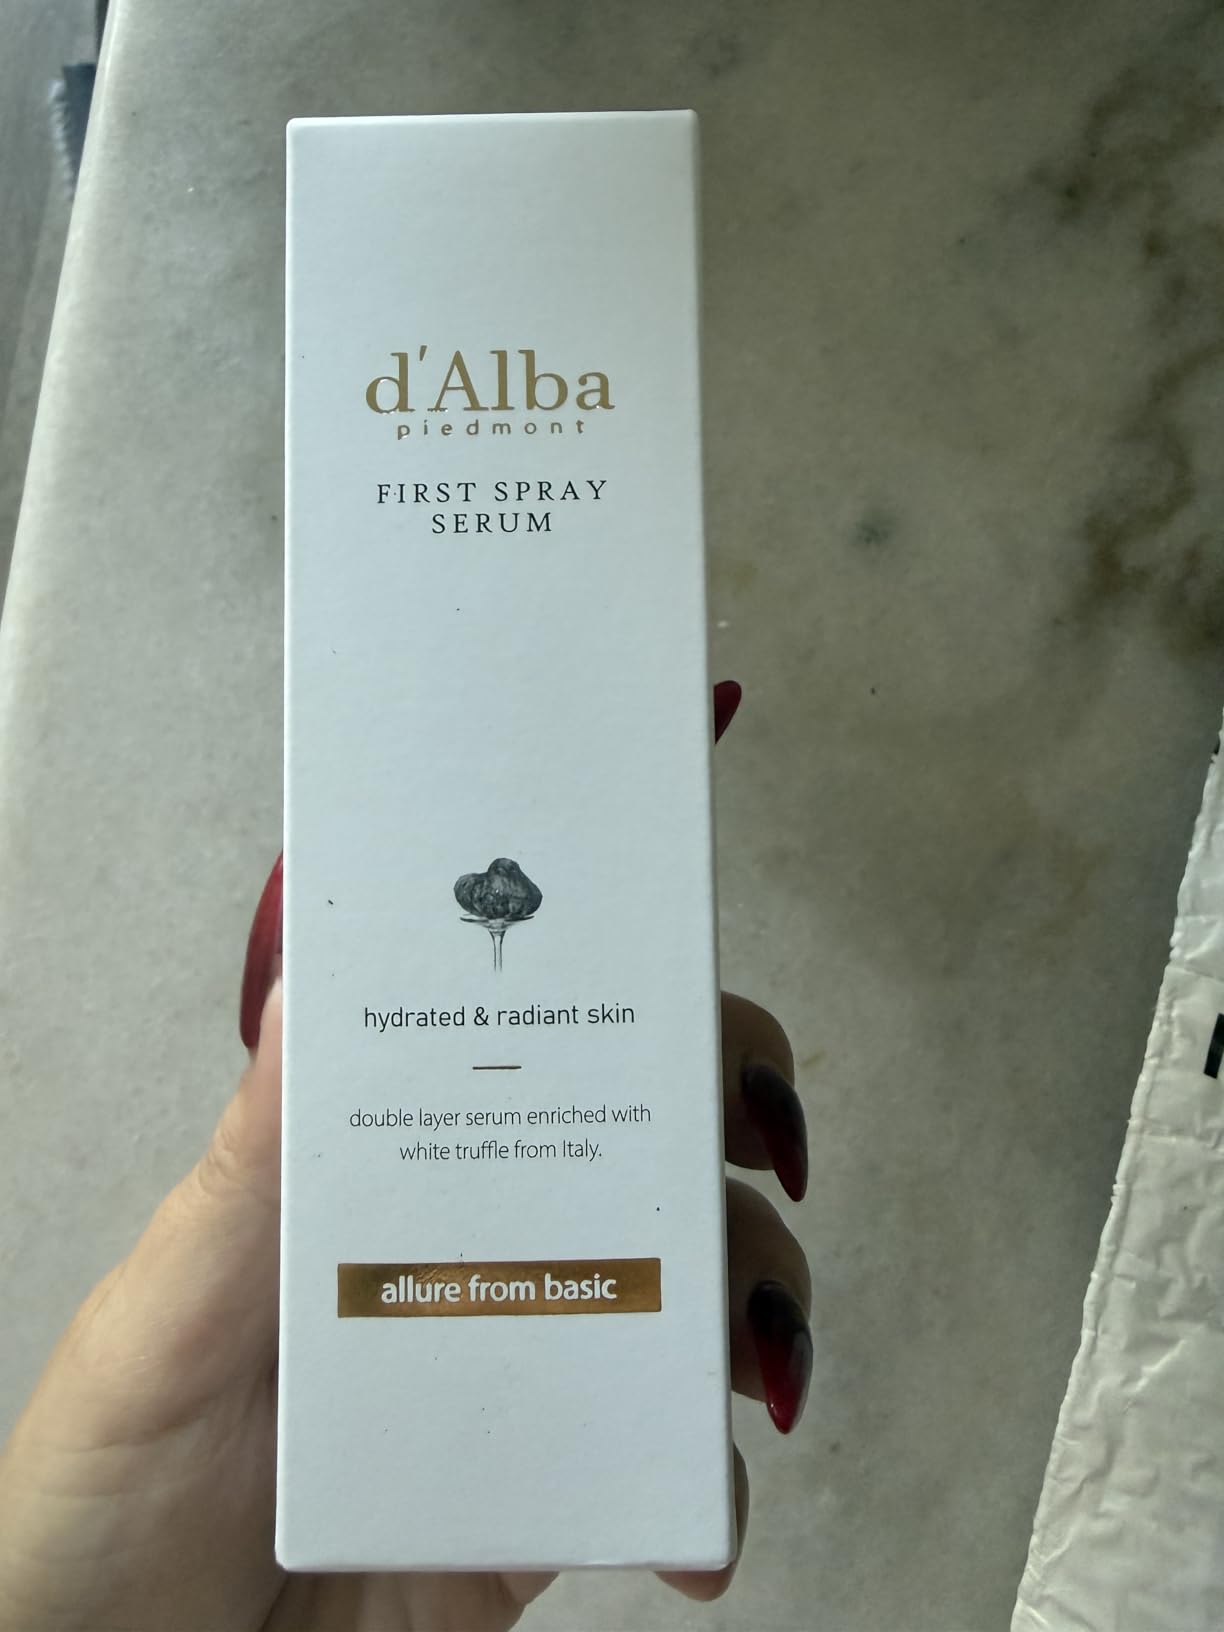 d'Alba
piedmont
FIRST SPRAY
SERUM
hydrated & radiant skin
double layer serum enriched with
white truffle from Italy.
allure from basic